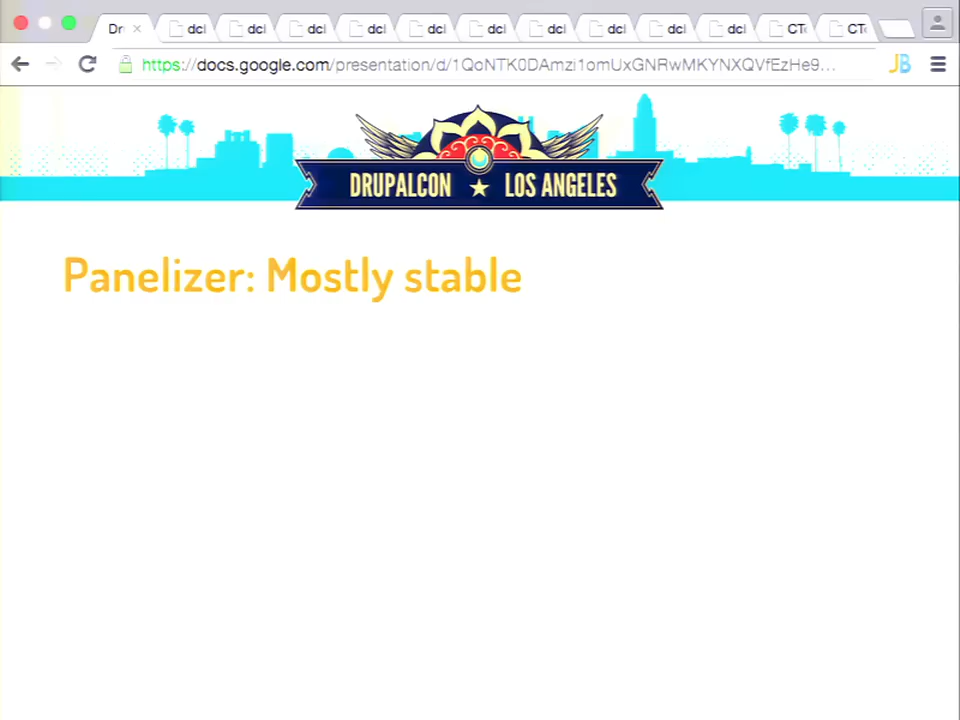 Dr
dcl
dcl
dcl
dcl
dcl
dcl
dcl
dcl
dcl
dcl
CT
CT
https://docs.google.com/presentation/d/1QoNTK0DAmzi1omUxGNRwMKYNXQVfEzHe9...
JB
DRUPALCON ★ LOS ANGELES
Panelizer: Mostly stable